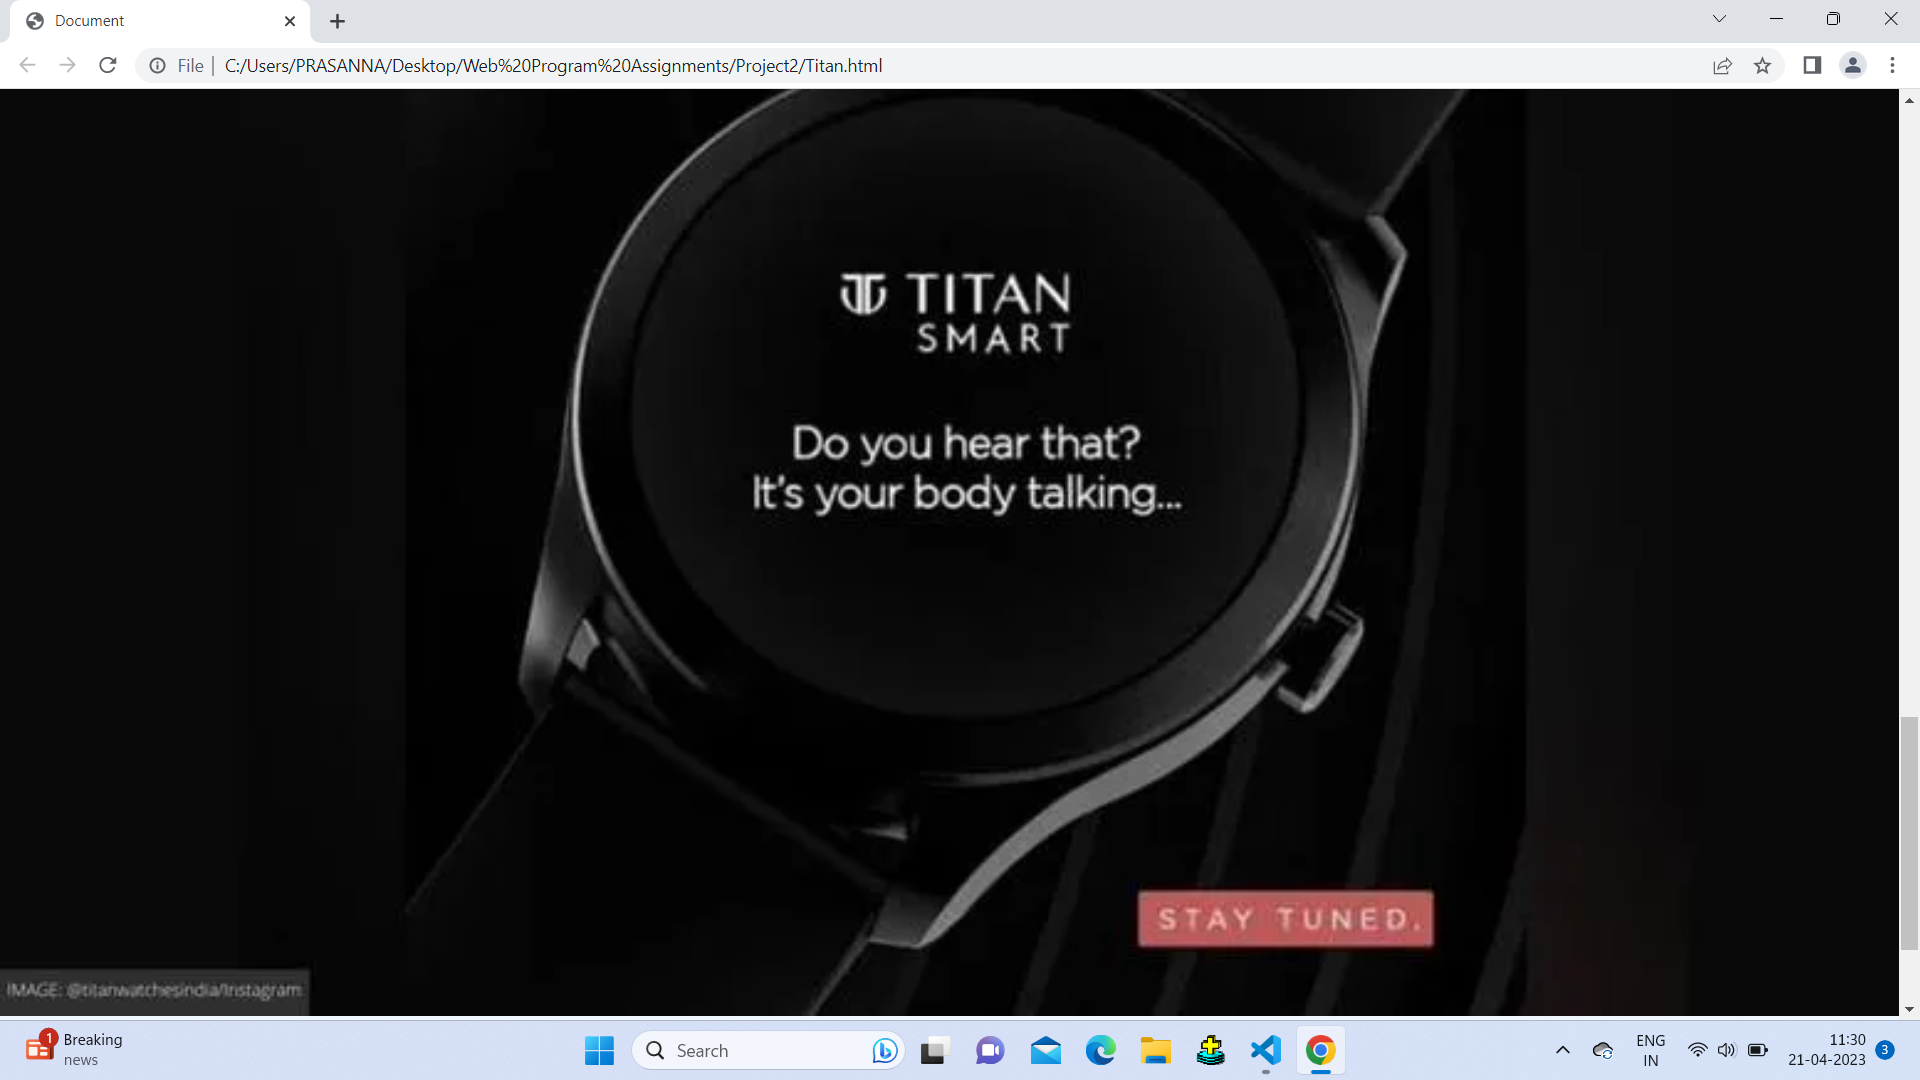 Document
File
C:/Users/PRASANNA/Desktop/Web%20Program%20Assignments/Project2/Titan.html
TITAN
SMART
Do you hear that?
It's your body talking...
STAY TUNED.
IMAGE: @titanwatchesindia/Instagram
1
Breaking
news
Search
ENG
IN
11:30
21-04-2023
3